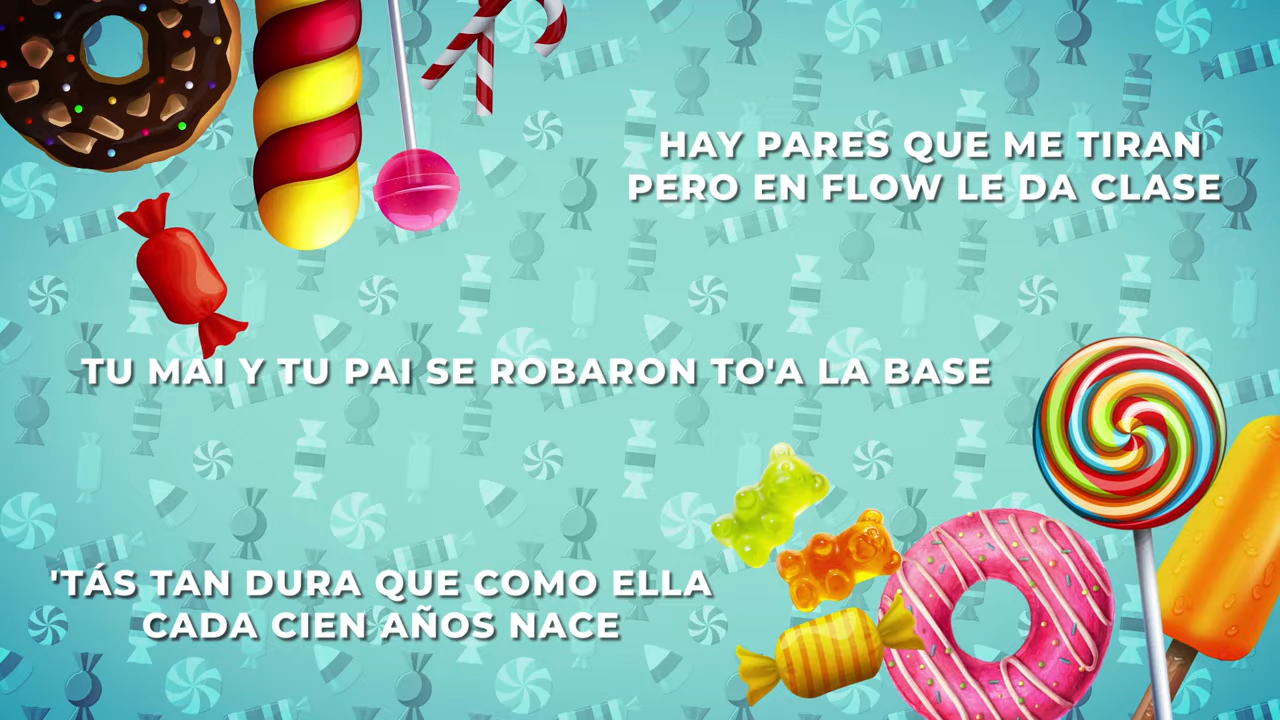 HAY PARES QUE ME TIRAN
PERO EN FLOW LE DA CLASE
TU MAI Y TU PAI SE ROBARON TO'A LA BASE
'TÁS TAN DURA QUE COMO ELLA
CADA CIEN AÑOS NACE